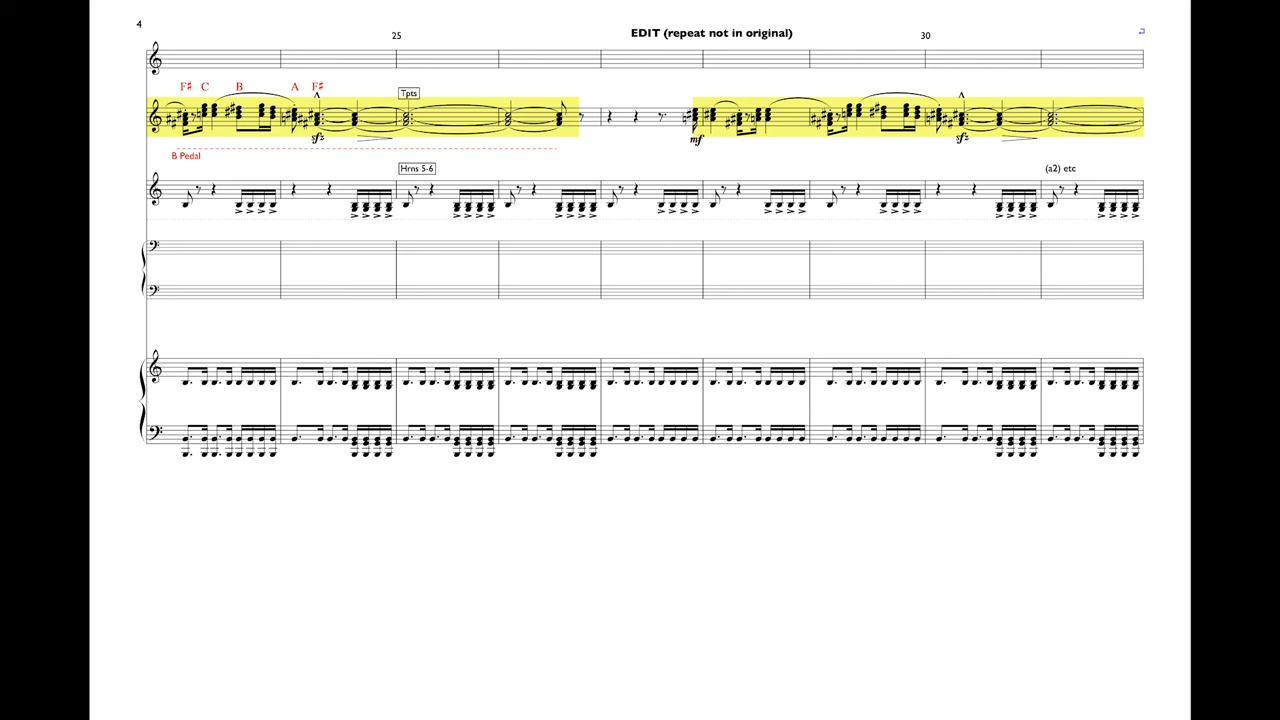 4
25
EDIT (repeat not in original)
30
F♯ C B A F♯
Tpts
sfz
mf
sfz
B Pedal
Hrns 5-6
(a2) etc